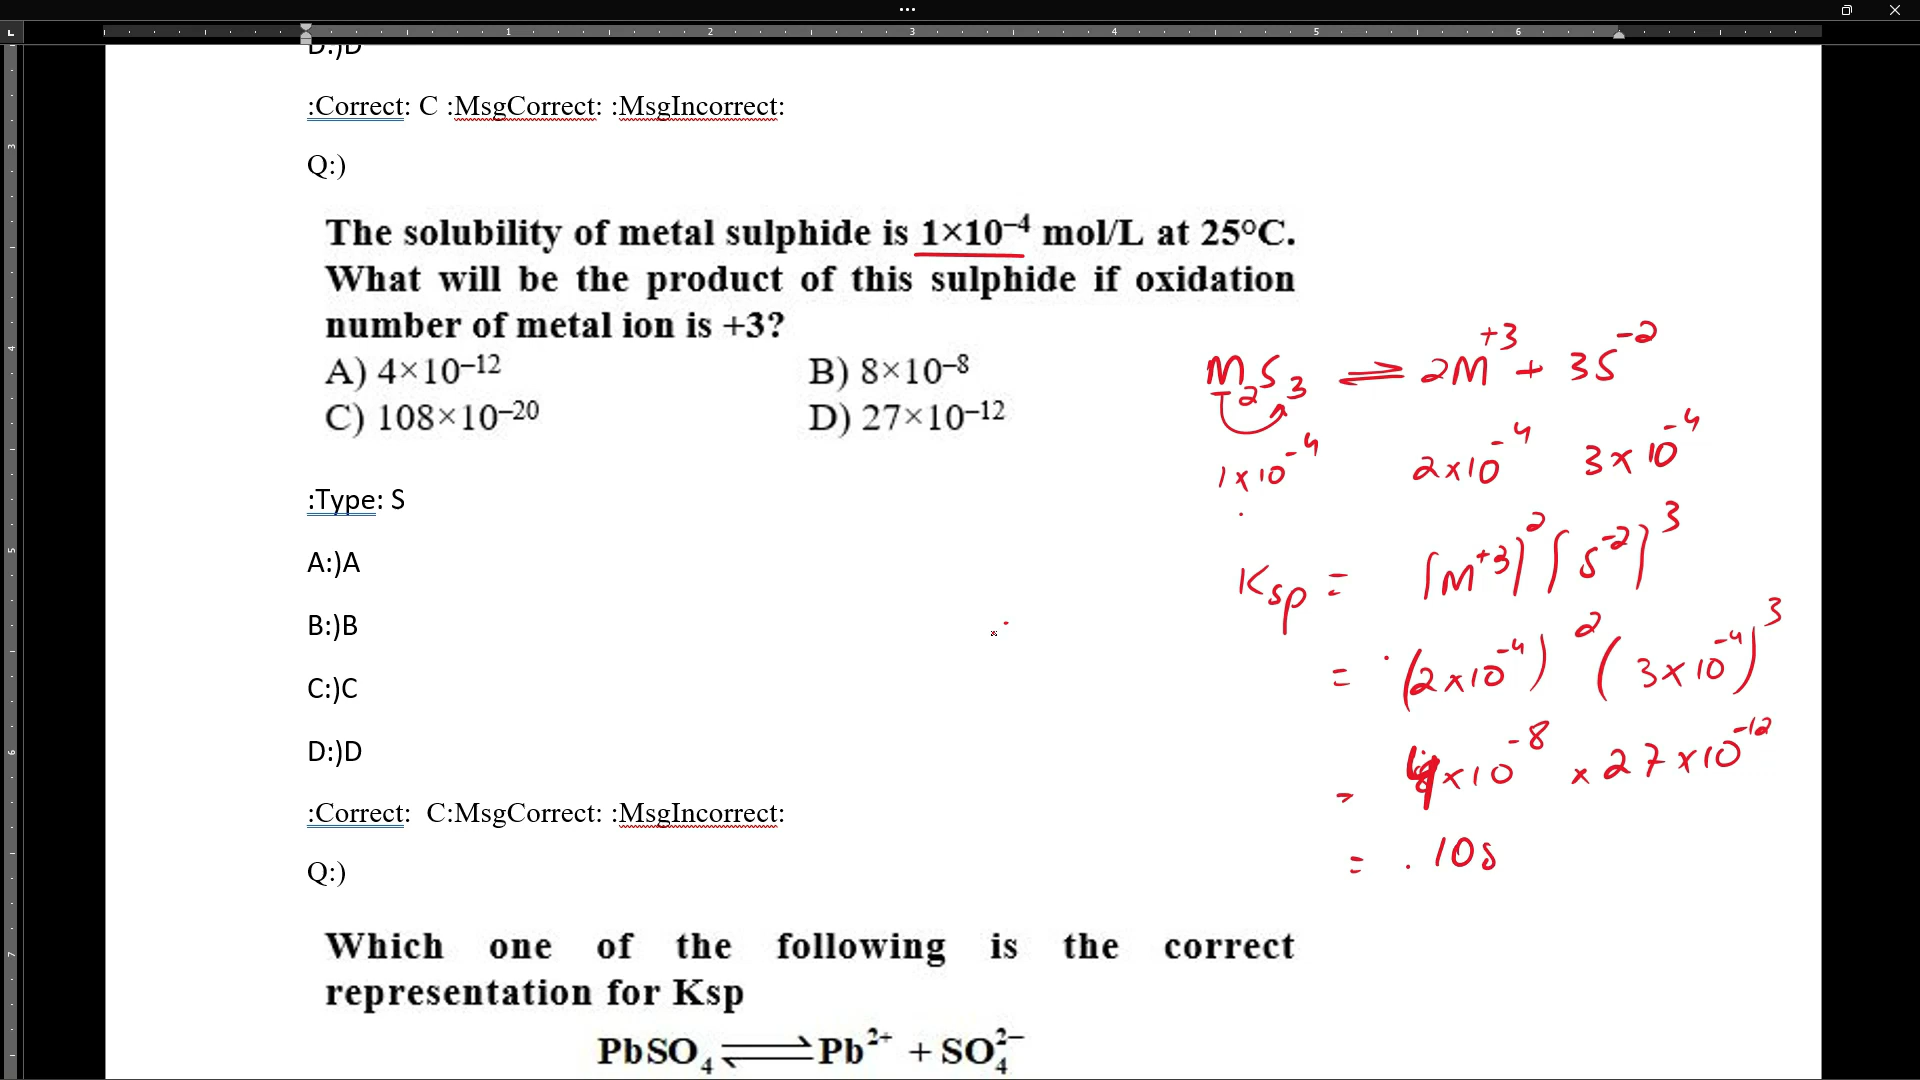 D:)D
:Correct: C :MsgCorrect: :MsgIncorrect:
Q:)
The solubility of metal sulphide is 1×10⁻⁴ mol/L at 25°C.
What will be the product of this sulphide if oxidation
number of metal ion is +3?
A) 4×10⁻¹² B) 8×10⁻⁸
C) 108×10⁻²⁰ D) 27×10⁻¹²
M₂S₃ ⇌ 2M⁺³ + 3S⁻²
1×10⁻⁴ 2×10⁻⁴ 3×10⁻⁴
Ksp = [M⁺³]² [S⁻²]³
= (2×10⁻⁴)² (3×10⁻⁴)³
= 4×10⁻⁸ × 27×10⁻¹²
= 108
:Type: S
A:)A
B:)B
C:)C
D:)D
:Correct: C:MsgCorrect: :MsgIncorrect:
Q:)
Which one of the following is the correct
representation for Ksp
PbSO₄ ⇌ Pb²⁺ + SO₄²⁻